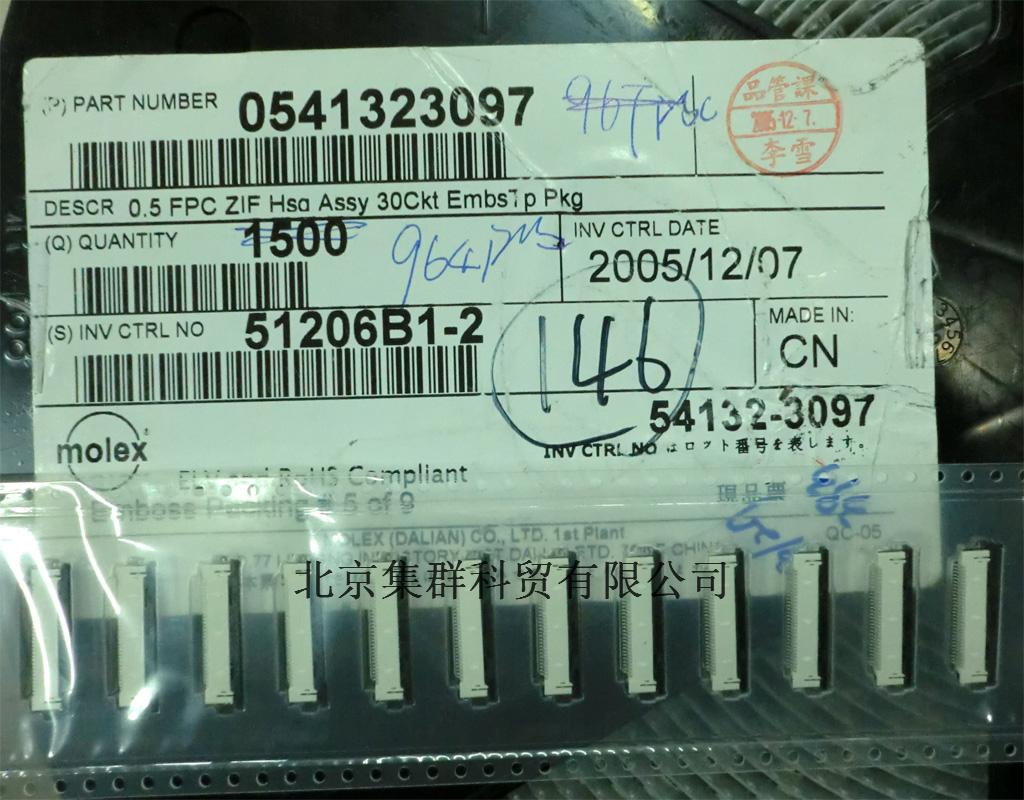 (P) PART NUMBER 0541323097
品管課
2005.12.7.
李雪
DESCR 0.5 FPC ZIF Hsg Assy 30Ckt EmbsTp Pkg
(Q) QUANTITY 1500
INV CTRL DATE
2005/12/07
(S) INV CTRL NO 51206B1-2
146
MADE IN:
CN
54132-3097
INV CTRL NO はロット番号を表します。
molex
ELV and RoHS Compliant
Emboss Packing# 5 of 9
現品票
MOLEX (DALIAN) CO., LTD. 1st Plant
QC-05
北京集群科贸有限公司
3456